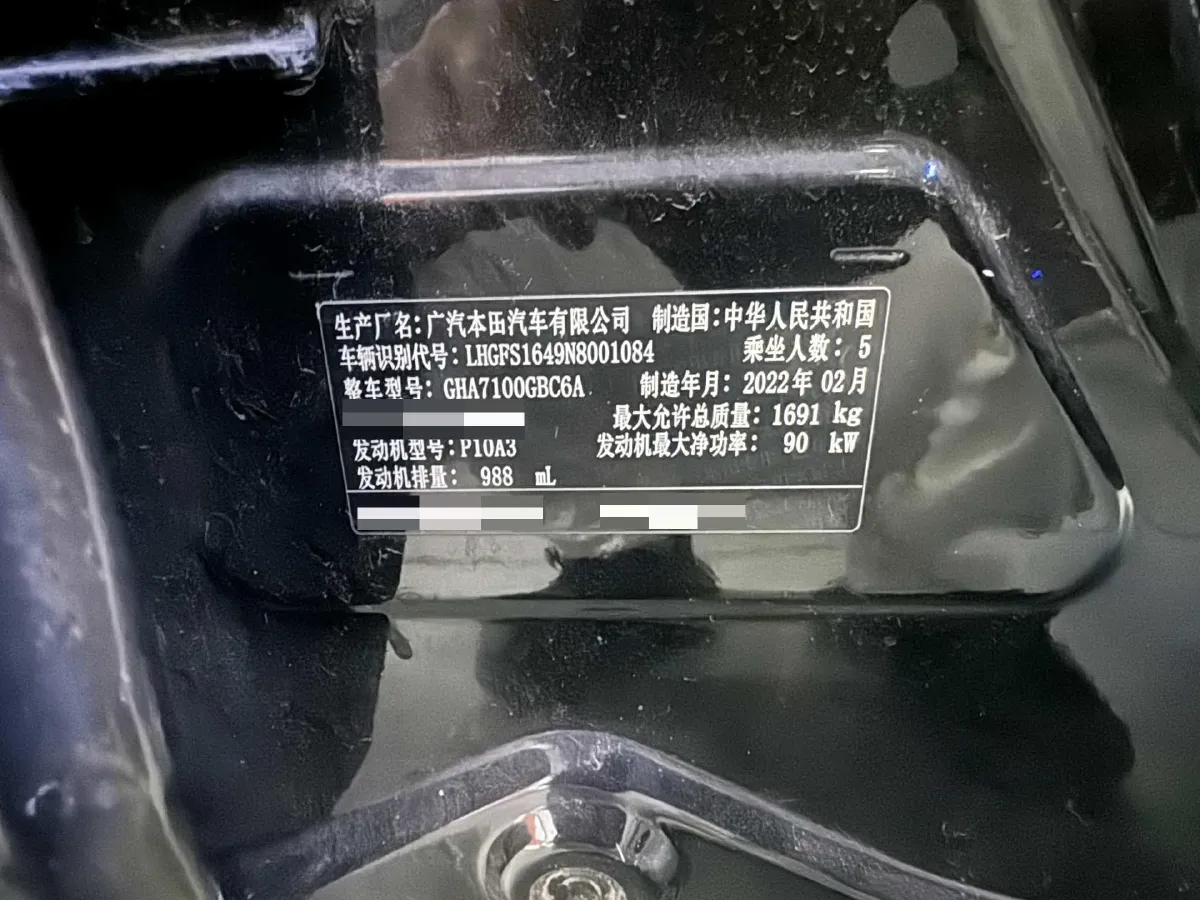 生产厂名：广汽本田汽车有限公司 制造国：中华人民共和国
车辆识别代号：LHGFS1649N8001084 乘坐人数：5
整车型号：GHA7100GBC6A 制造年月：2022年 02月
最大允许总质量：1691 kg
发动机型号：P10A3 发动机最大净功率：90 kW
发动机排量：988 mL